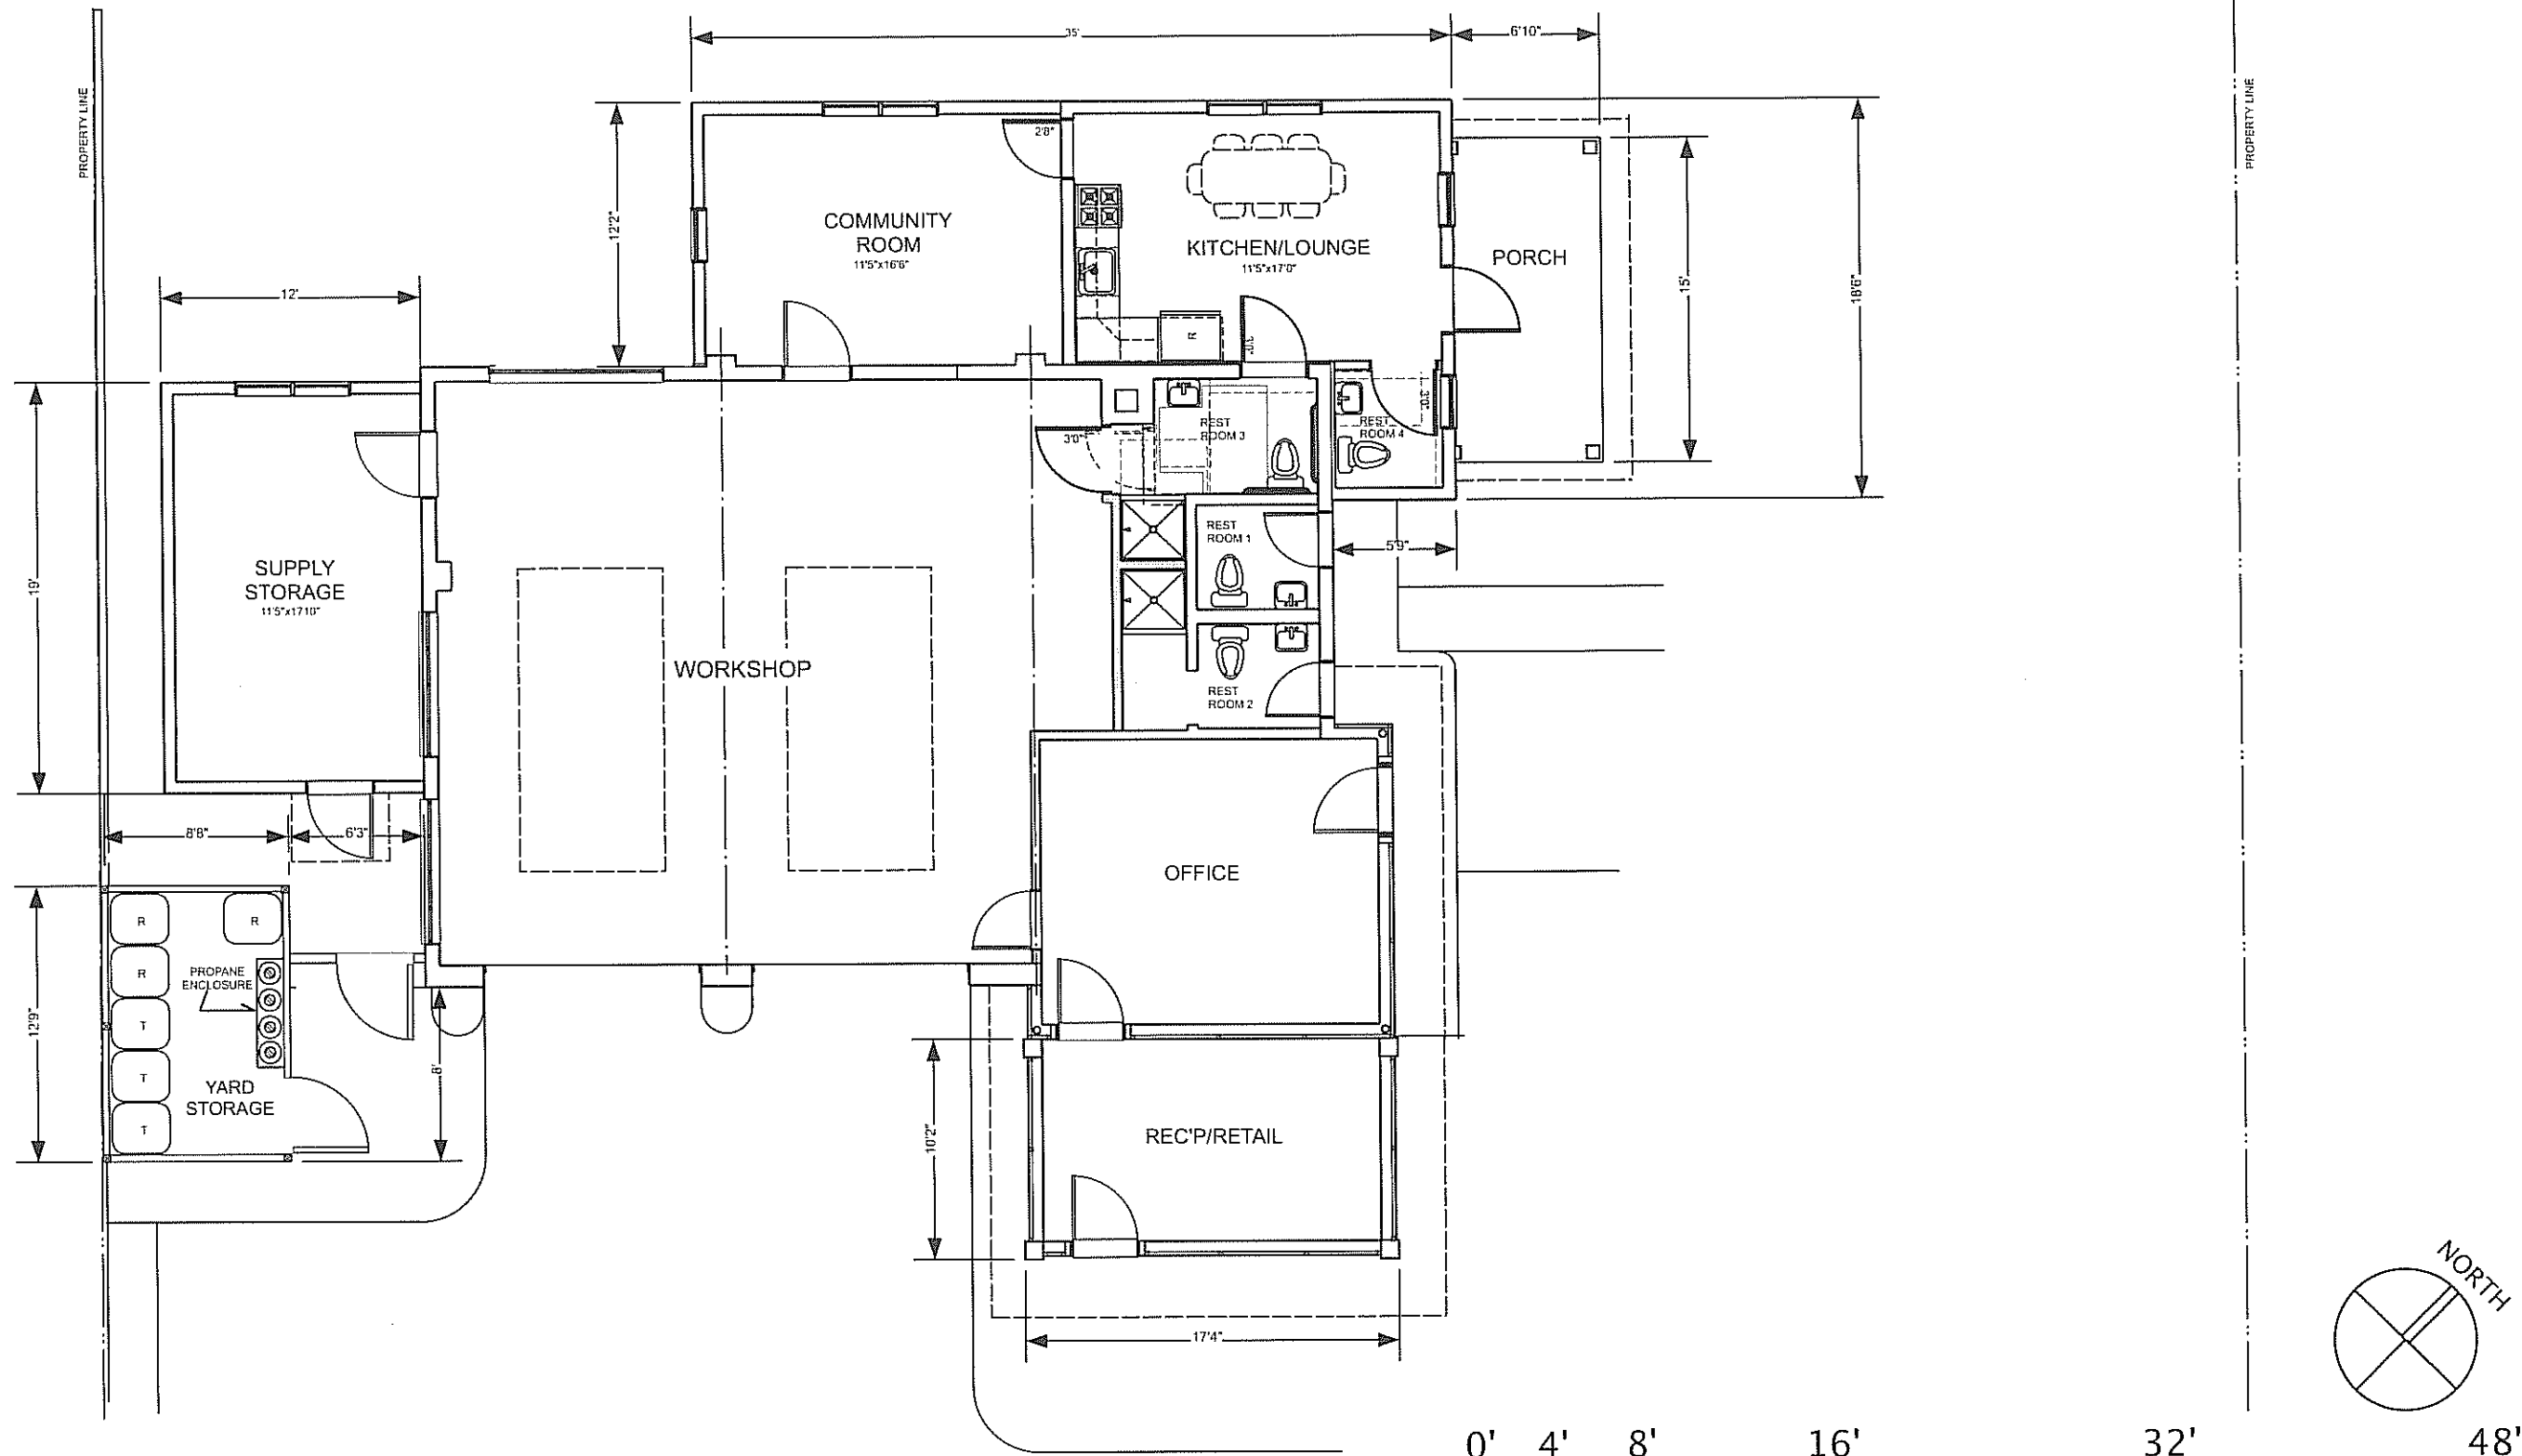 35'
6'10"
PROPERTY LINE
PROPERTY LINE
2'8"
12'2"
COMMUNITY
ROOM
11'5"x16'6"
KITCHEN/LOUNGE
11'5"x17'0"
PORCH
15'
18'6"
12'
R
3'0"
3'0"
REST
ROOM 3
REST
ROOM 4
3'0"
REST
ROOM 1
5'9"
19'
SUPPLY
STORAGE
11'5"x17'10"
WORKSHOP
REST
ROOM 2
8'8"
6'3"
OFFICE
R
R
R
PROPANE
ENCLOSURE
T
T
T
12'9"
8'
YARD
STORAGE
10'2"
REC'P/RETAIL
17'4"
NORTH
0' 4' 8' 16' 32' 48'